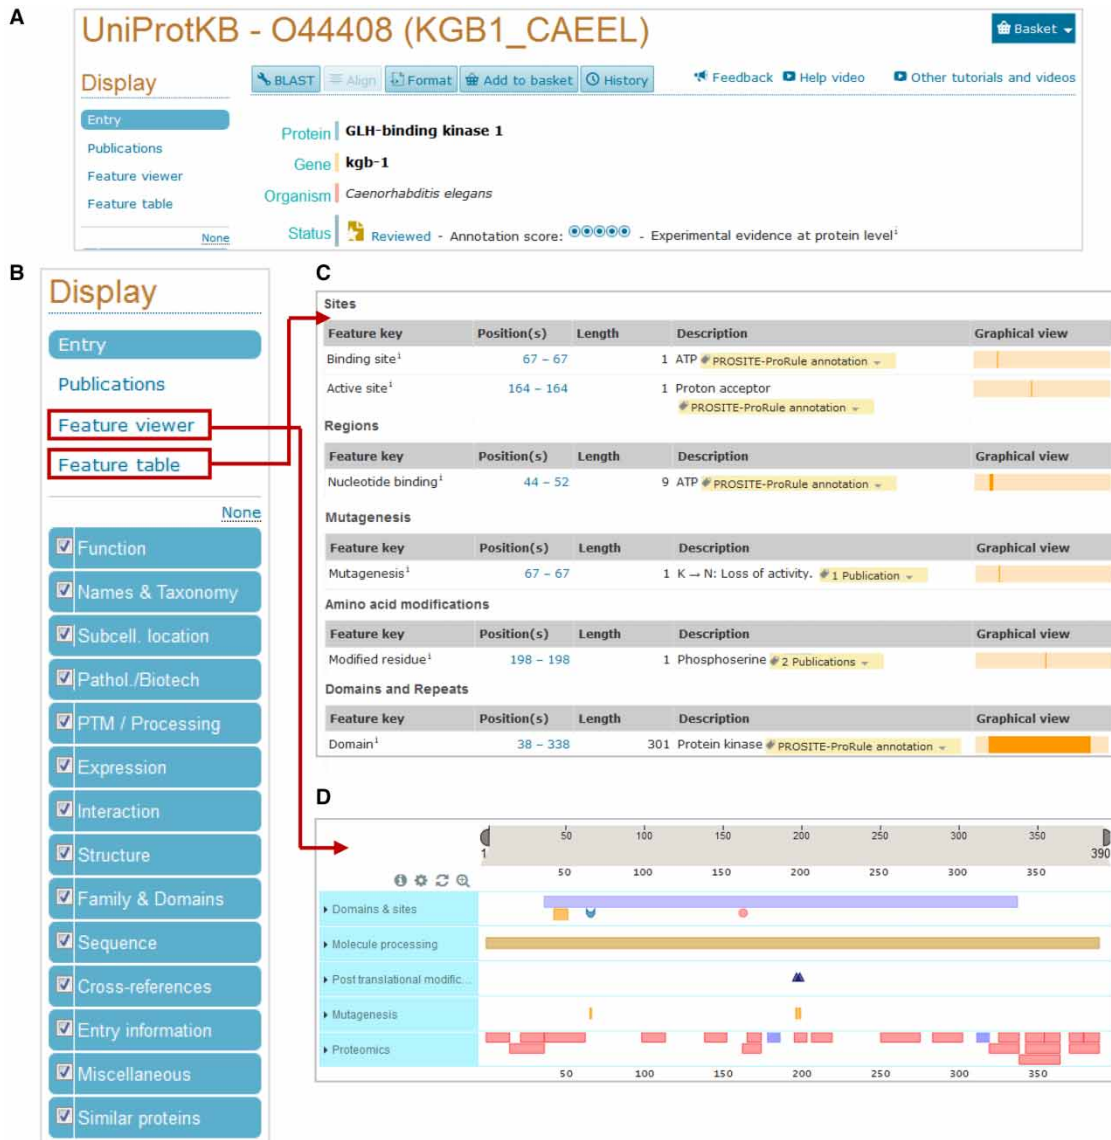 A
UniProtKB - O44408 (KGB1_CAEEL)
Basket
Display
BLAST Align Format Add to basket History Feedback Help video Other tutorials and videos
Entry
Publications
Feature viewer
Feature table
None
Protein GLH-binding kinase 1
Gene kgb-1
Organism Caenorhabditis elegans
Status Reviewed - Annotation score: - Experimental evidence at protein level i
B
Display
Entry
Publications
Feature viewer
Feature table
None
Function
Names & Taxonomy
Subcell. location
Pathol./Biotech
PTM / Processing
Expression
Interaction
Structure
Family & Domains
Sequence
Cross-references
Entry information
Miscellaneous
Similar proteins
C
Sites
Feature key Position(s) Length Description Graphical view
Binding site i 67 – 67 1 ATP PROSITE-ProRule annotation
Active site i 164 – 164 1 Proton acceptor
PROSITE-ProRule annotation
Regions
Feature key Position(s) Length Description Graphical view
Nucleotide binding i 44 – 52 9 ATP PROSITE-ProRule annotation
Mutagenesis
Feature key Position(s) Length Description Graphical view
Mutagenesis i 67 – 67 1 K → N: Loss of activity. 1 Publication
Amino acid modifications
Feature key Position(s) Length Description Graphical view
Modified residue i 198 – 198 1 Phosphoserine 2 Publications
Domains and Repeats
Feature key Position(s) Length Description Graphical view
Domain i 38 – 338 301 Protein kinase PROSITE-ProRule annotation
D
50 100 150 200 250 300 350
1 390
50 100 150 200 250 300 350
Domains & sites
Molecule processing
Post translational modific...
Mutagenesis
Proteomics
50 100 150 200 250 300 350